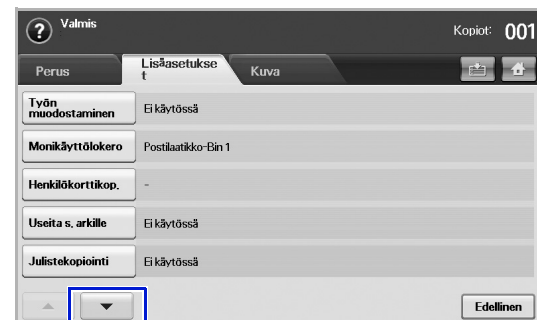 ? Valmis
Kopiot: 001
Perus
Lisäasetukse
t
Kuva
Työn
muodostaminen
Ei käytössä
Monikäyttölokero
Postilaatikko-Bin 1
Henkilökorttikop.
-
Useita s. arkille
Ei käytössä
Julistekopiointi
Ei käytössä
Edellinen